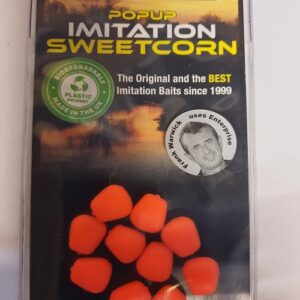 POPUP
IMITATION
SWEETCORN
BIODEGRADABLE
PLASTIC
MADE IN THE UK
The Original and the BEST
Imitation Baits since 1999
Frank Warwick uses Enterprise